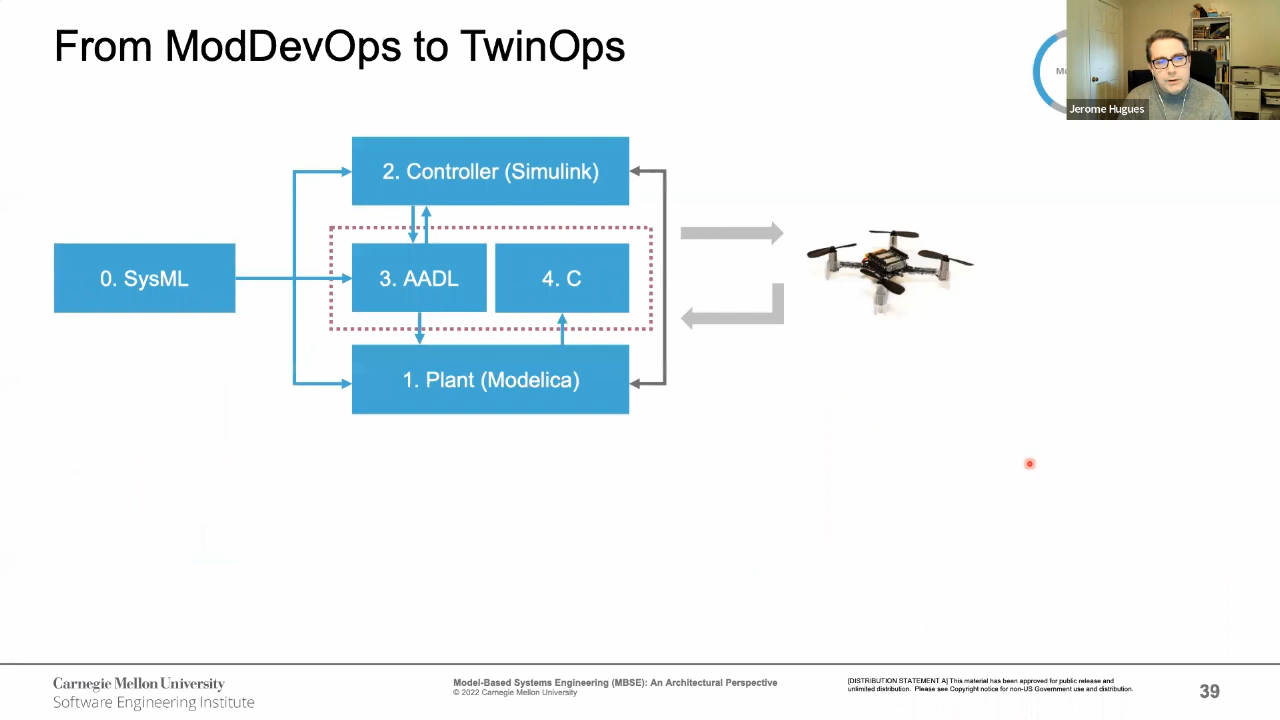 From ModDevOps to TwinOps
Jerome Hugues
2. Controller (Simulink)
0. SysML
3. AADL
4. C
1. Plant (Modelica)
Carnegie Mellon University
Software Engineering Institute
Model-Based Systems Engineering (MBSE): An Architectural Perspective
© 2022 Carnegie Mellon University
[DISTRIBUTION STATEMENT A] This material has been approved for public release and
unlimited distribution. Please see Copyright notice for non-US Government use and distribution.
39